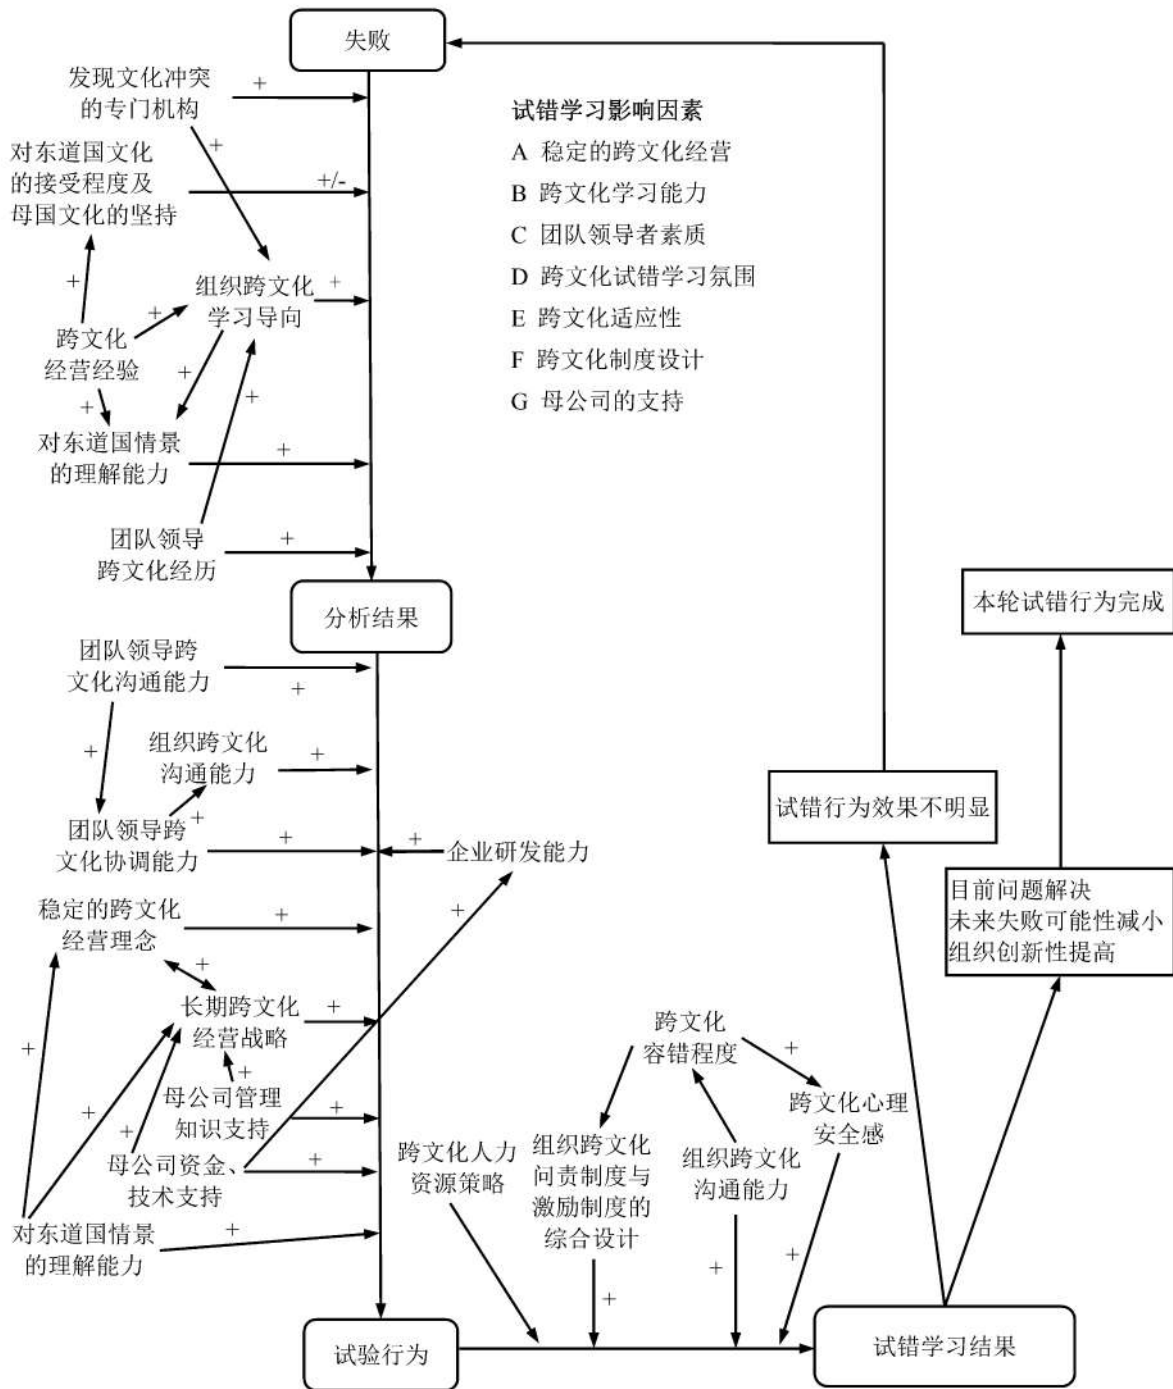 失败
发现文化冲突
的专门机构
+
+
试错学习影响因素
A 稳定的跨文化经营
B 跨文化学习能力
C 团队领导者素质
D 跨文化试错学习氛围
E 跨文化适应性
F 跨文化制度设计
G 母公司的支持
对东道国文化
的接受程度及
母国文化的坚持
+/-
+
组织跨文化
学习导向
+
+
跨文化
经营经验
+
+
+
对东道国情景
的理解能力
+
团队领导
跨文化经历
+
分析结果
本轮试错行为完成
团队领导跨
文化沟通能力
+
+
组织跨文化
沟通能力
+
+
团队领导跨
文化协调能力
+
+
企业研发能力
试错行为效果不明显
目前问题解决
未来失败可能性减小
组织创新性提高
稳定的跨文化
经营理念
+
+
+
长期跨文化
经营战略
+
+
+
母公司管理
知识支持
+
+
+
母公司资金、
技术支持
+
对东道国情景
的理解能力
+
跨文化
容错程度
+
跨文化心理
安全感
跨文化人力
资源策略
组织跨文化
问责制度与
激励制度的
综合设计
组织跨文化
沟通能力
+
+
+
试验行为
试错学习结果